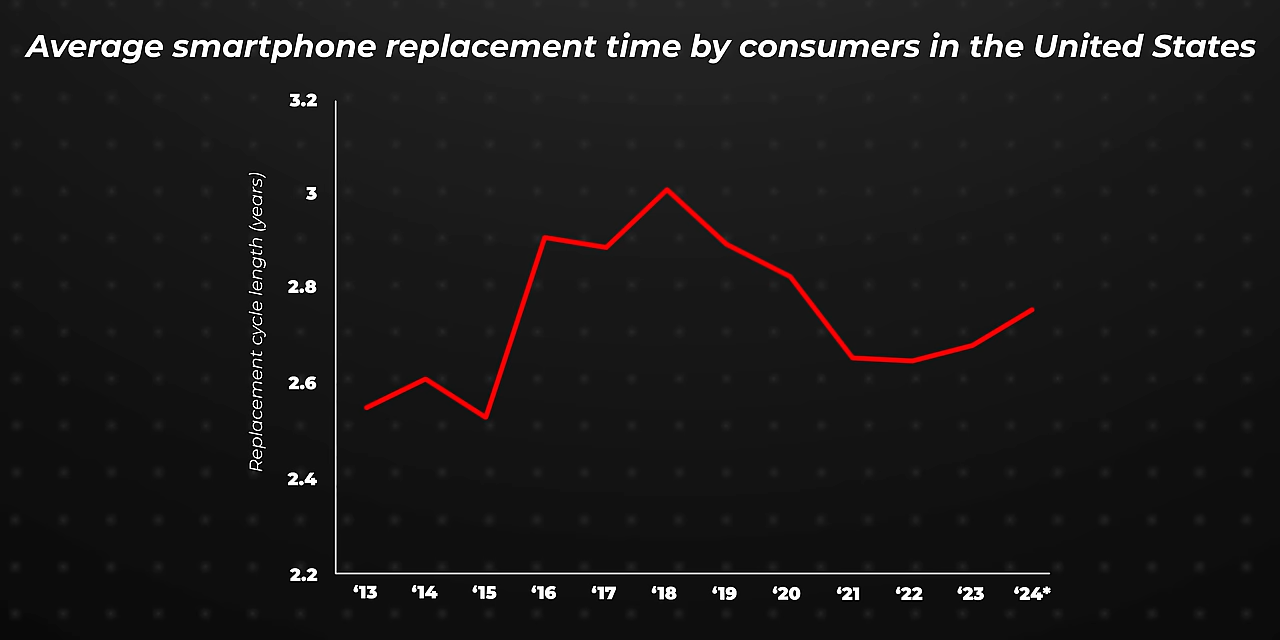 Average smartphone replacement time by consumers in the United States
3.2
3
2.8
2.6
2.4
2.2
Replacement cycle length (years)
‘13 ‘14 ‘15 ‘16 ‘17 ‘18 ‘19 ‘20 ‘21 ‘22 ‘23 ‘24*